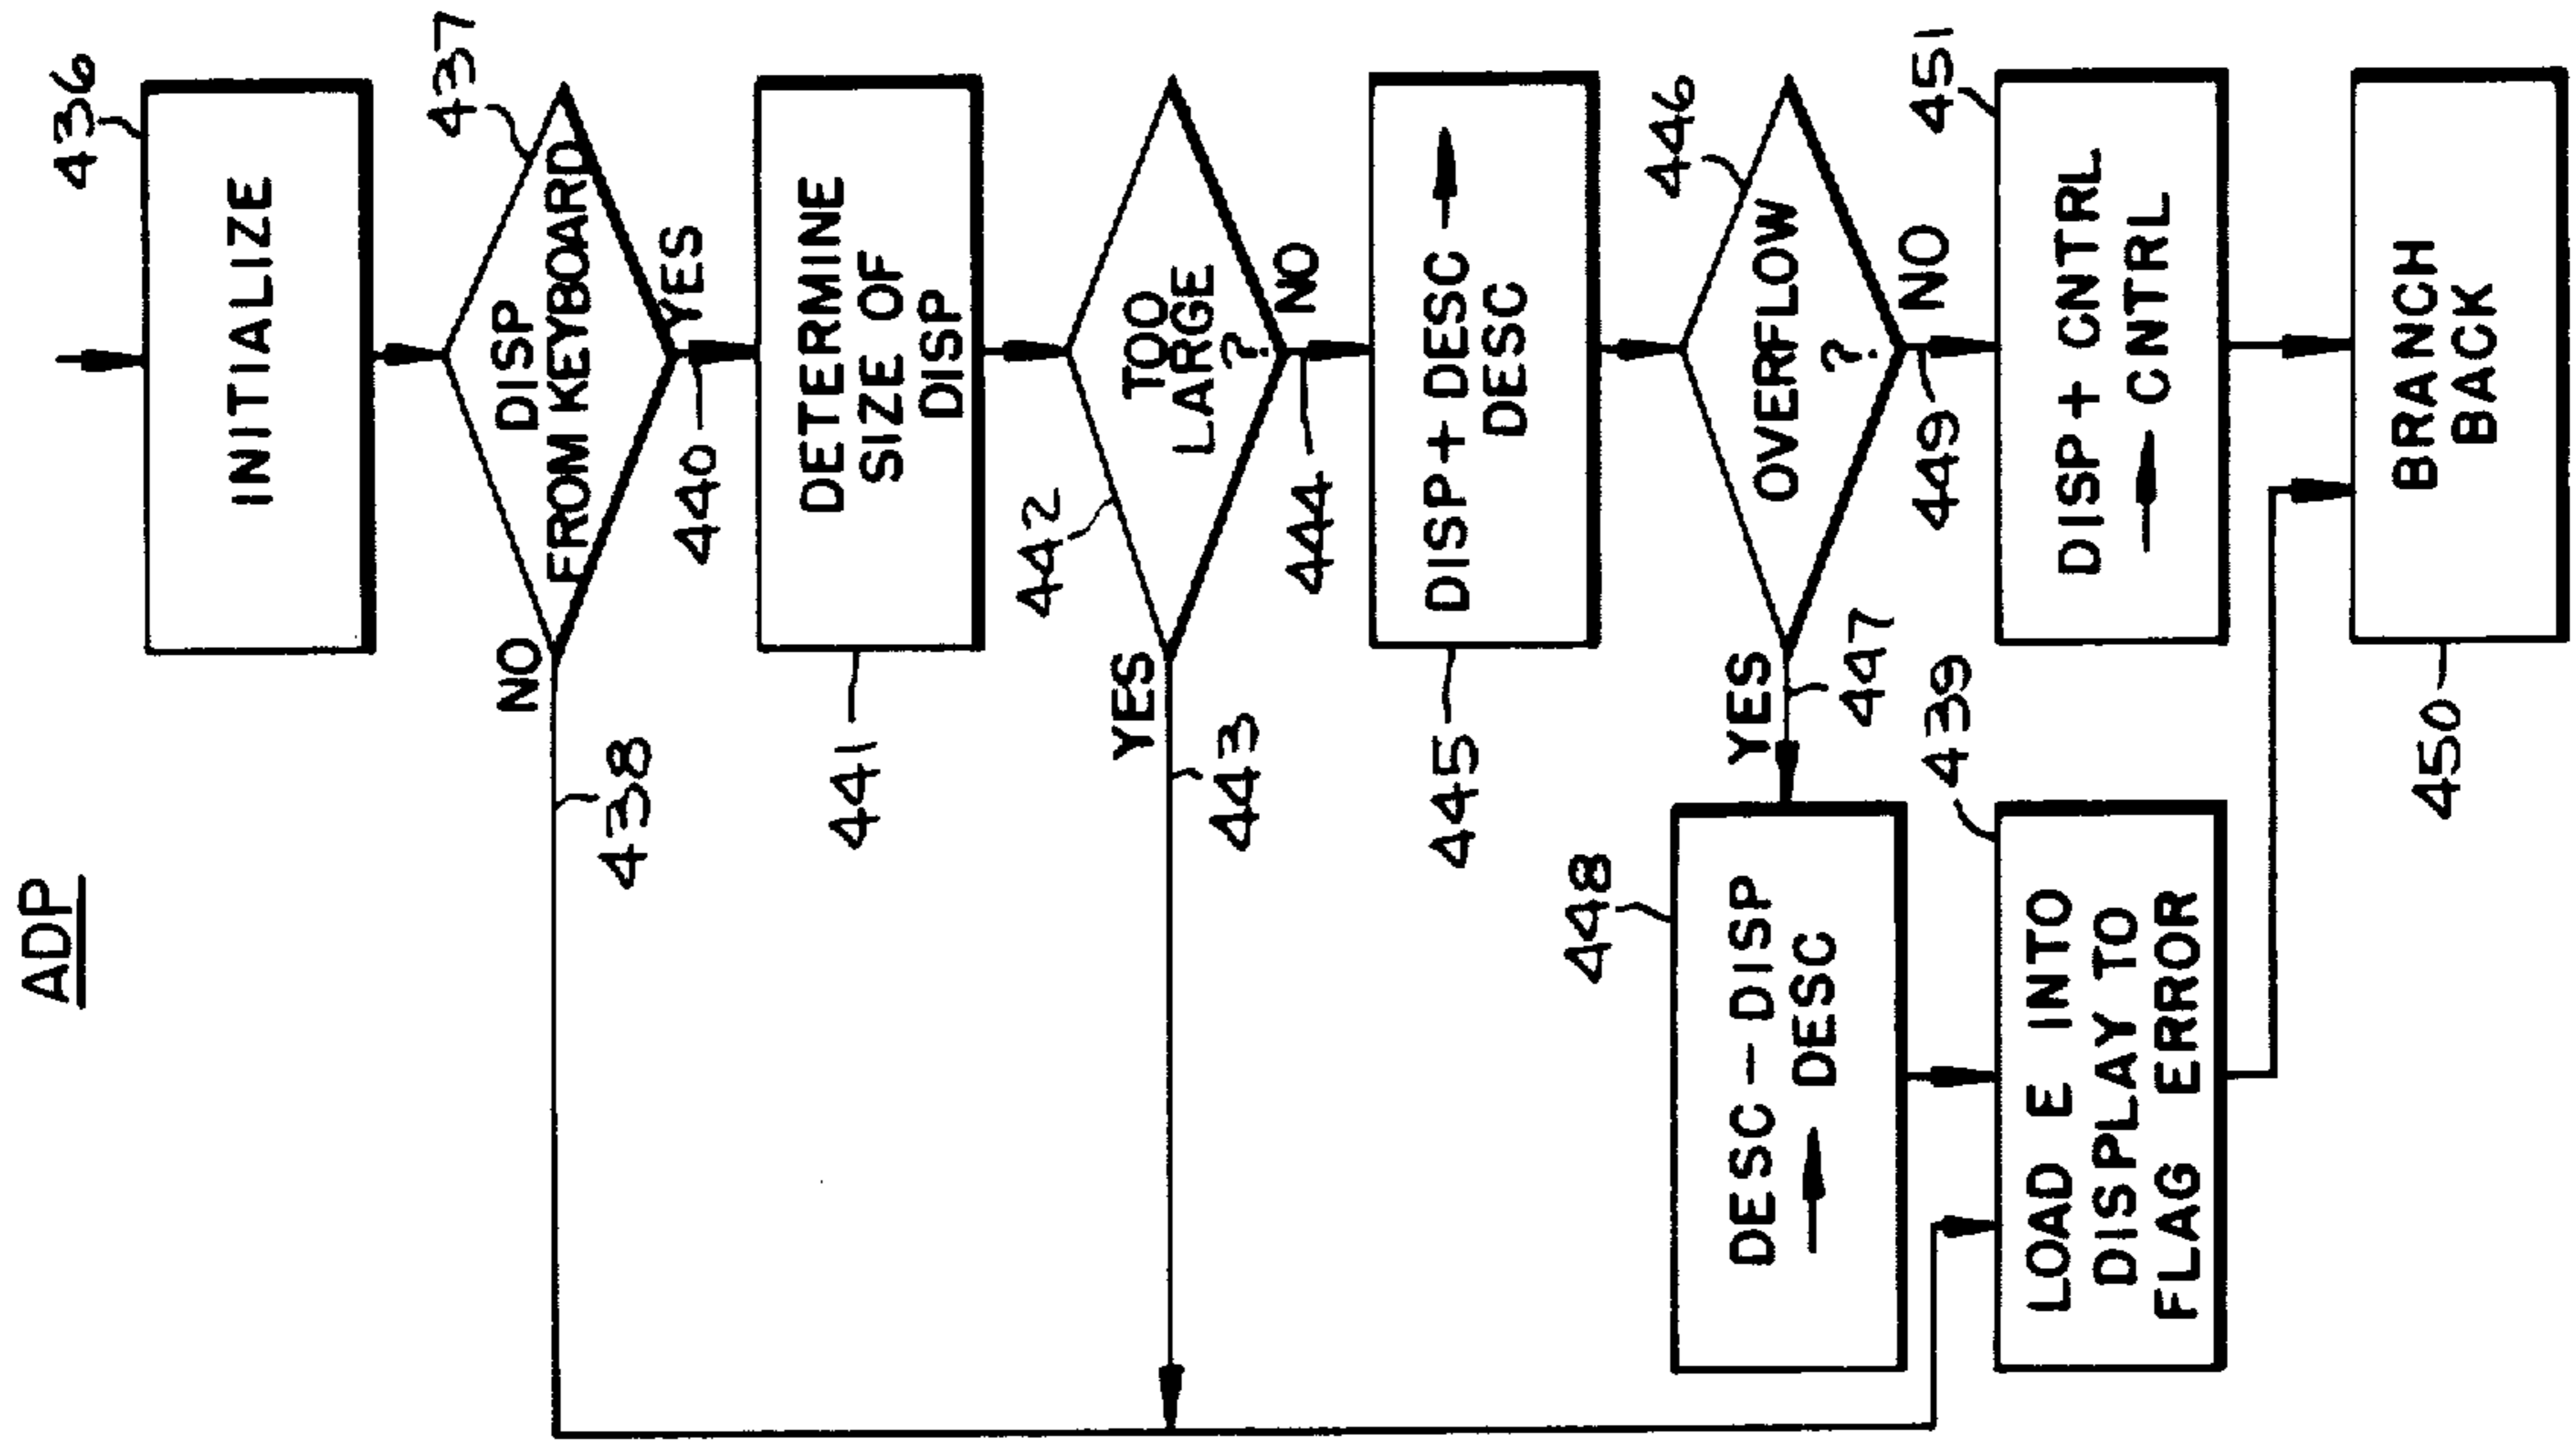 ADP
436
INITIALIZE
437
DISP
FROM KEYBOARD
NO
438
YES
440
DETERMINE
SIZE OF
DISP
441
442
TOO
LARGE
?
YES
443
NO
444
DISP + DESC →
DESC
445
446
OVERFLOW
?
YES
447
NO
449
448
DESC - DISP
→ DESC
451
DISP + CNTRL
→ CNTRL
439
LOAD E INTO
DISPLAY TO
FLAG ERROR
BRANCH
BACK
450